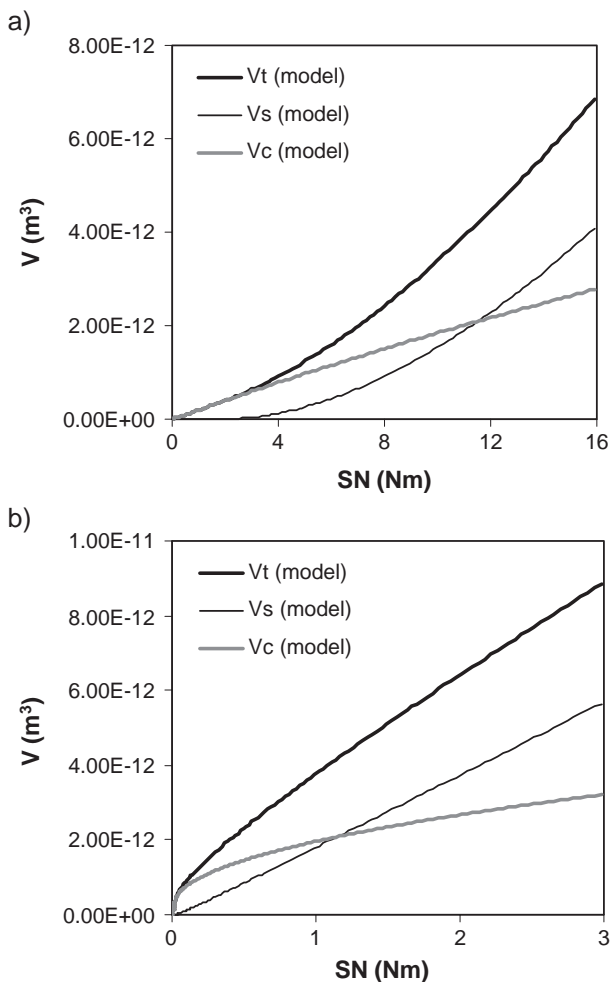 a)
8.00E-12
6.00E-12
4.00E-12
2.00E-12
0.00E+00
V (m³)
Vt (model)
Vs (model)
Vc (model)
0 4 8 12 16
SN (Nm)
b)
1.00E-11
8.00E-12
6.00E-12
4.00E-12
2.00E-12
0.00E+00
V (m³)
Vt (model)
Vs (model)
Vc (model)
0 1 2 3
SN (Nm)